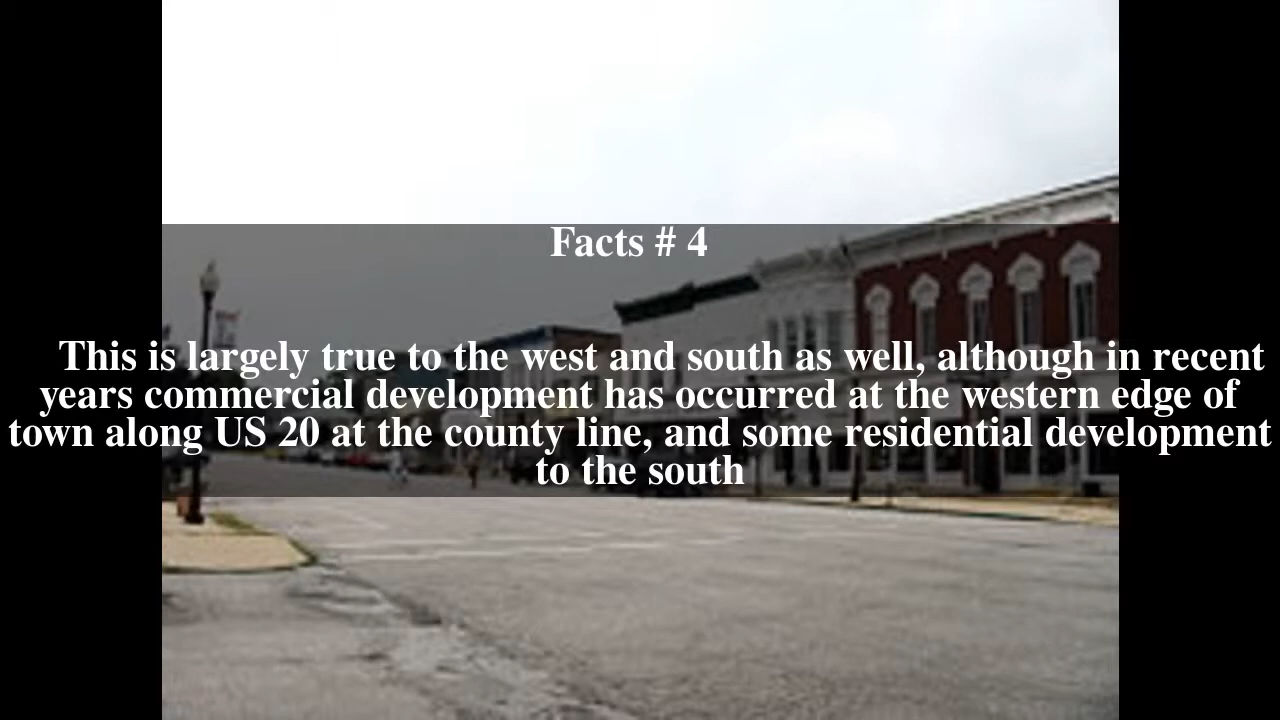 Facts # 4
This is largely true to the west and south as well, although in recent
years commercial development has occurred at the western edge of
town along US 20 at the county line, and some residential development
to the south